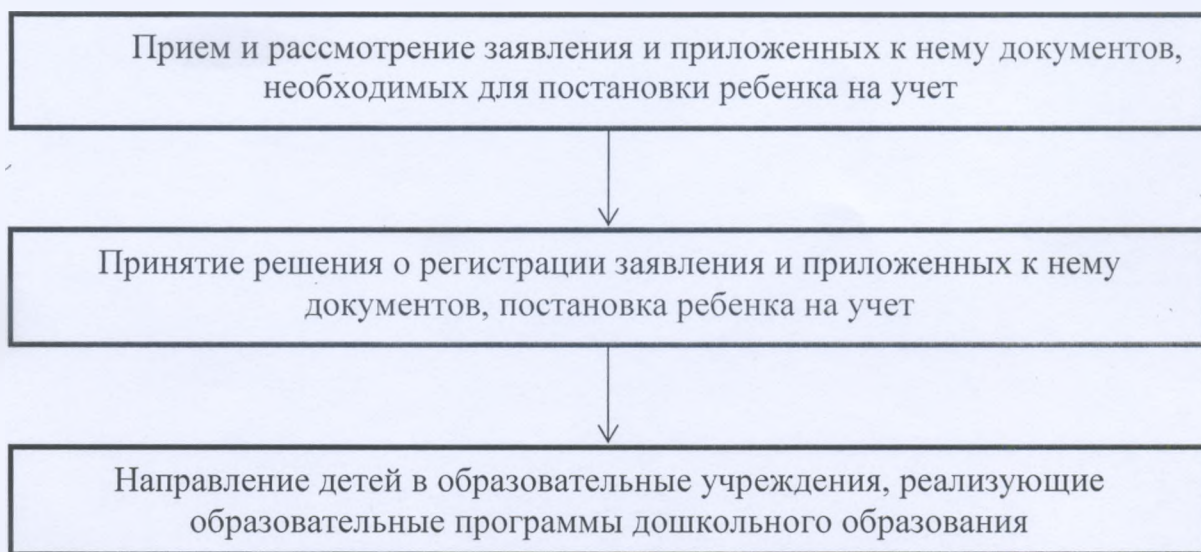 Прием и рассмотрение заявления и приложенных к нему документов,
необходимых для постановки ребенка на учет
Принятие решения о регистрации заявления и приложенных к нему
документов, постановка ребенка на учет
Направление детей в образовательные учреждения, реализующие
образовательные программы дошкольного образования